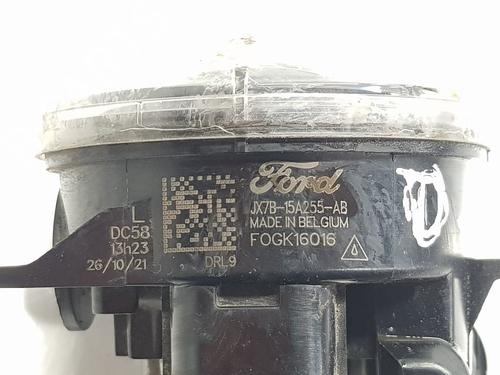 L
DC58
13h23
26/10/21
DRL9
Ford
JX7B-15A255-AB
MADE IN BELGIUM
FOGK16016